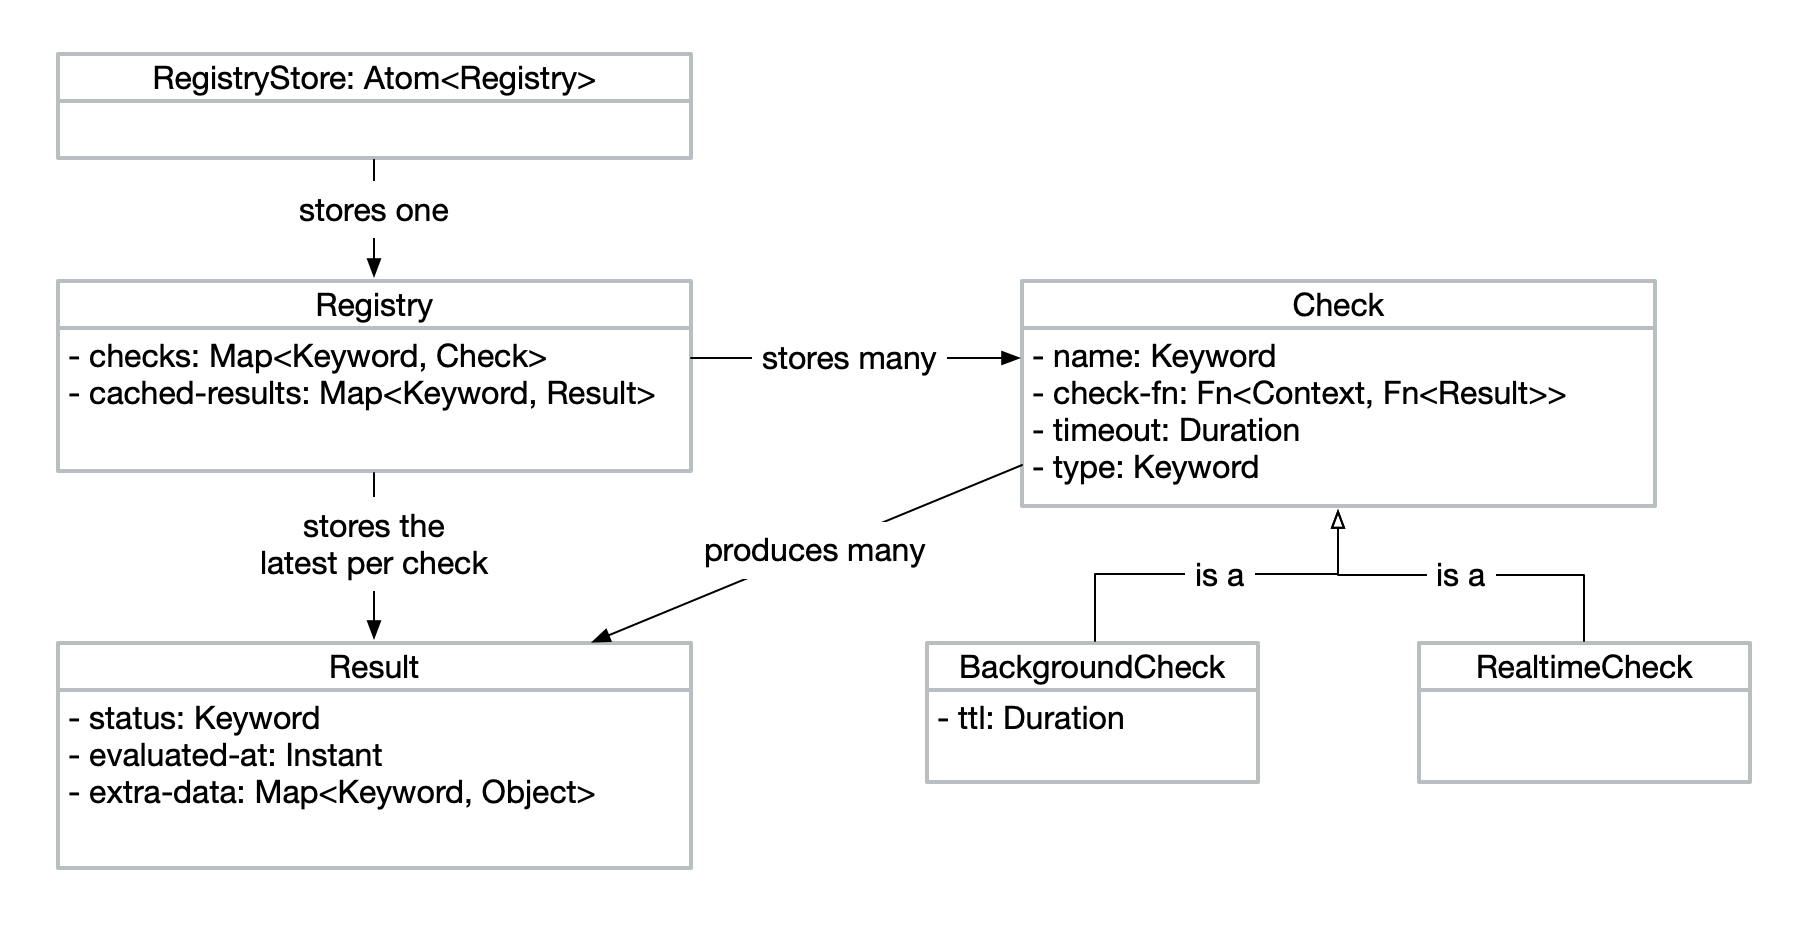 RegistryStore: Atom<Registry>
stores one
Registry
- checks: Map<Keyword, Check>
- cached-results: Map<Keyword, Result>
stores many
Check
- name: Keyword
- check-fn: Fn<Context, Fn<Result>>
- timeout: Duration
- type: Keyword
stores the
latest per check
produces many
is a
is a
Result
- status: Keyword
- evaluated-at: Instant
- extra-data: Map<Keyword, Object>
BackgroundCheck
- ttl: Duration
RealtimeCheck